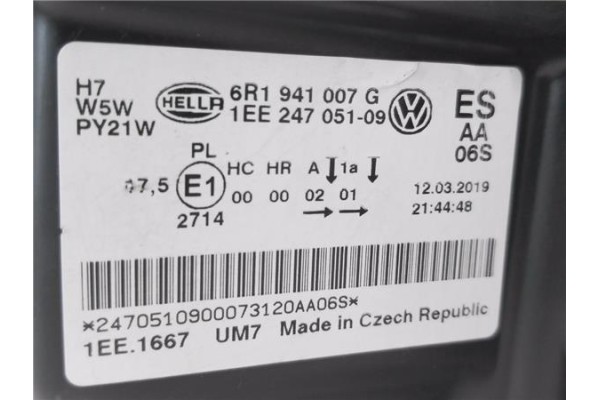 H7
W5W
PY21W
HELLA
6R1 941 007 G
1EE 247 051-09
ES
AA
06S
PL
17,5 E1
2714
HC HR A 1a
00 00 02 01
12.03.2019
21:44:48
*2470510900073120AA06S*
1EE.1667 UM7 Made in Czech Republic